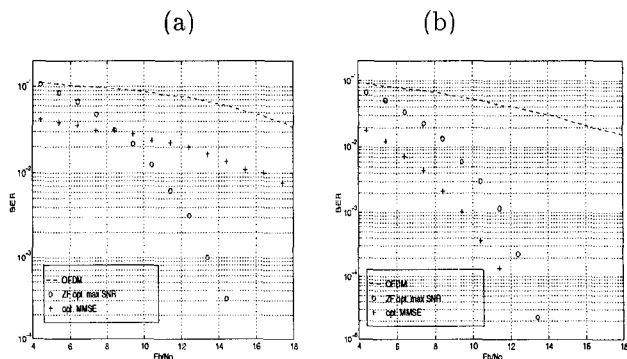 (a)
(b)
10⁻¹
10⁻²
10⁻³
10⁻⁴
BER
4 6 8 10 12 14 16 18
Eb/No
OFDM
ZF opt. max SNR
opt. MMSE
10⁻¹
10⁻²
10⁻³
10⁻⁴
10⁻⁵
BER
4 6 8 10 12 14 16 18
Eb/No
OFDM
ZF opt. max SNR
opt. MMSE